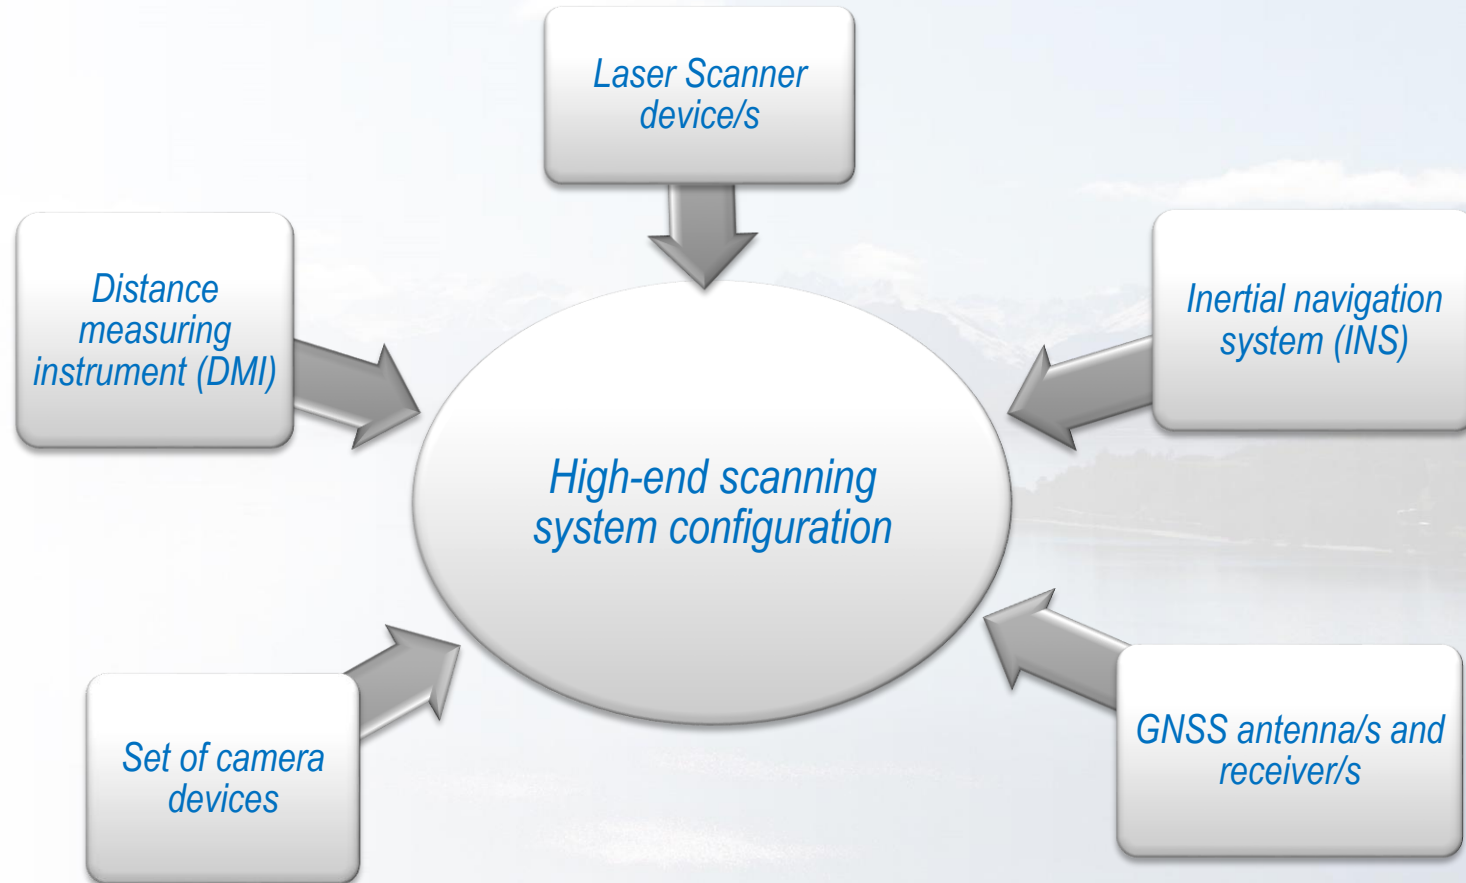 Laser Scanner
device/s
Distance
measuring
instrument (DMI)
Inertial navigation
system (INS)
High-end scanning
system configuration
Set of camera
devices
GNSS antenna/s and
receiver/s